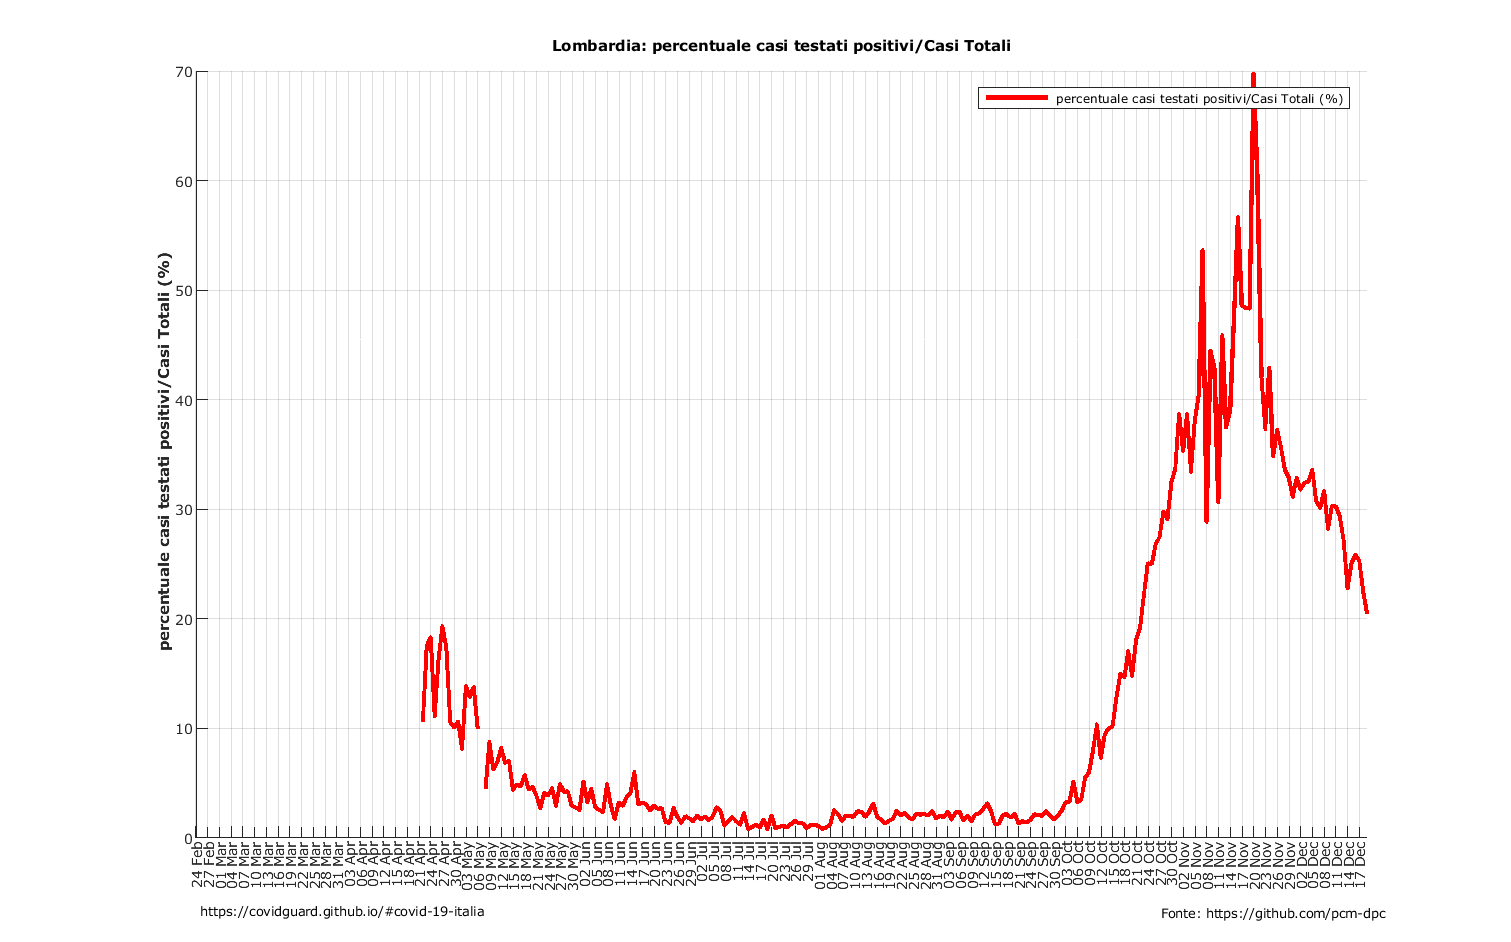 Lombardia: percentuale casi testati positivi/Casi Totali
percentuale casi testati positivi/Casi Totali (%)
percentuale casi testati positivi/Casi Totali (%)
70
60
50
40
30
20
10
0
24 Feb
27 Feb
01 Mar
04 Mar
07 Mar
10 Mar
13 Mar
16 Mar
19 Mar
22 Mar
25 Mar
28 Mar
31 Mar
03 Apr
06 Apr
09 Apr
12 Apr
15 Apr
18 Apr
21 Apr
24 Apr
27 Apr
30 Apr
03 May
06 May
09 May
12 May
15 May
18 May
21 May
24 May
27 May
30 May
02 Jun
05 Jun
08 Jun
11 Jun
14 Jun
17 Jun
20 Jun
23 Jun
26 Jun
29 Jun
02 Jul
05 Jul
08 Jul
11 Jul
14 Jul
17 Jul
20 Jul
23 Jul
26 Jul
29 Jul
01 Aug
04 Aug
07 Aug
10 Aug
13 Aug
16 Aug
19 Aug
22 Aug
25 Aug
28 Aug
31 Aug
03 Sep
06 Sep
09 Sep
12 Sep
15 Sep
18 Sep
21 Sep
24 Sep
27 Sep
30 Sep
03 Oct
06 Oct
09 Oct
12 Oct
15 Oct
18 Oct
21 Oct
24 Oct
27 Oct
30 Oct
02 Nov
05 Nov
08 Nov
11 Nov
14 Nov
17 Nov
20 Nov
23 Nov
26 Nov
29 Nov
02 Dec
05 Dec
08 Dec
11 Dec
14 Dec
17 Dec
https://covidguard.github.io/#covid-19-italia
Fonte: https://github.com/pcm-dpc